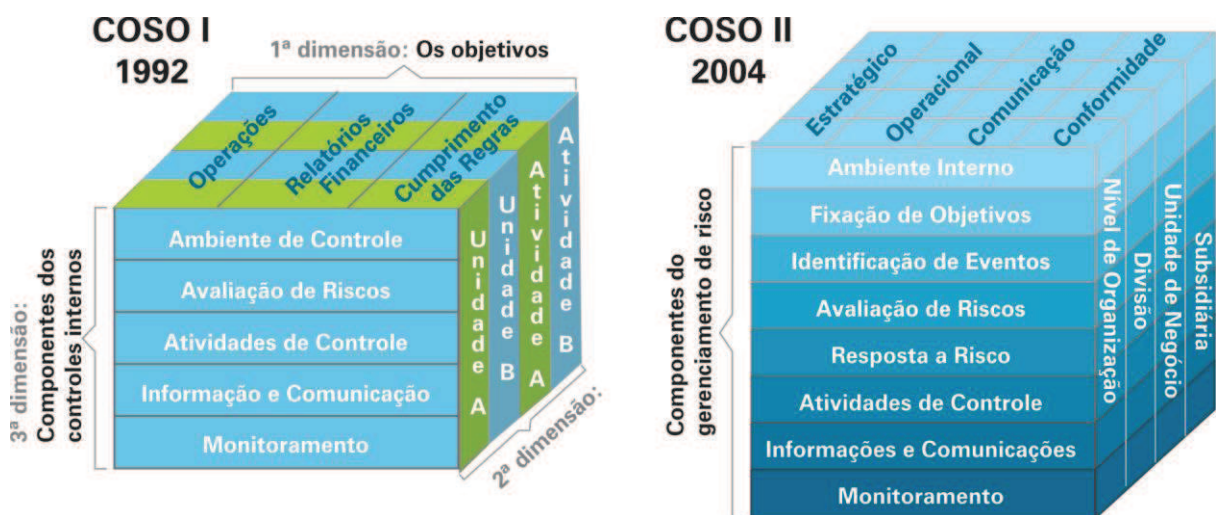 COSO I
1992
1ª dimensão: Os objetivos
Operações
Relatórios
Financeiros
Cumprimento
das Regras
3ª dimensão:
Componentes dos
controles internos
Ambiente de Controle
Avaliação de Riscos
Atividades de Controle
Informação e Comunicação
Monitoramento
Unidade A
Unidade B
Atividade A
Atividade B
2ª dimensão:
COSO II
2004
Estratégico
Operacional
Comunicação
Conformidade
Componentes do
gerenciamento de risco
Ambiente Interno
Fixação de Objetivos
Identificação de Eventos
Avaliação de Riscos
Resposta a Risco
Atividades de Controle
Informações e Comunicações
Monitoramento
Nível de Organização
Divisão
Unidade de Negócio
Subsidiária